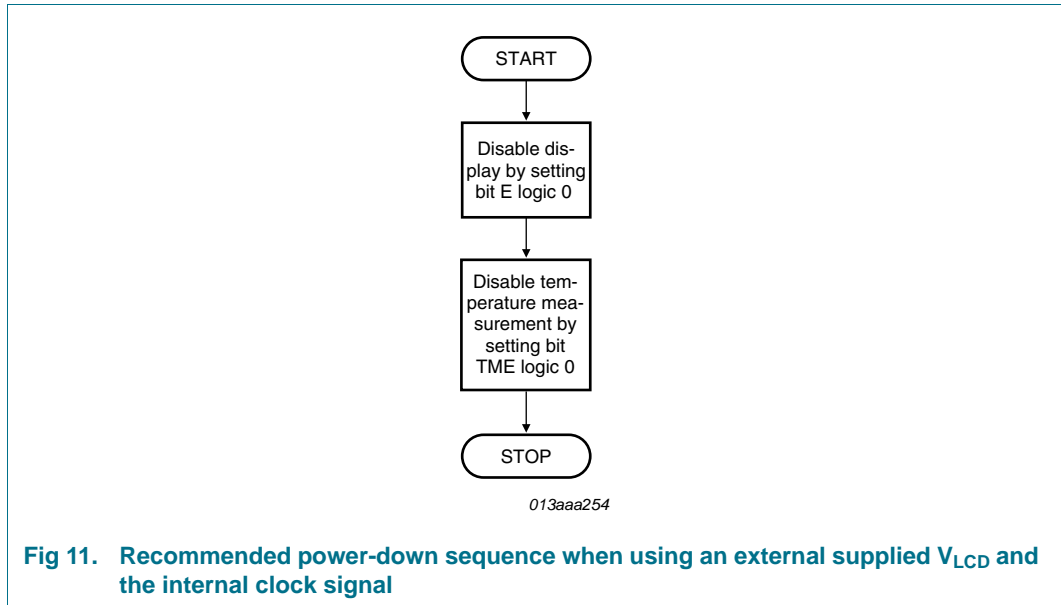 START
Disable dis-
play by setting
bit E logic 0
Disable tem-
perature mea-
surement by
setting bit
TME logic 0
STOP
013aaa254
Fig 11. Recommended power-down sequence when using an external supplied VLCD and
the internal clock signal